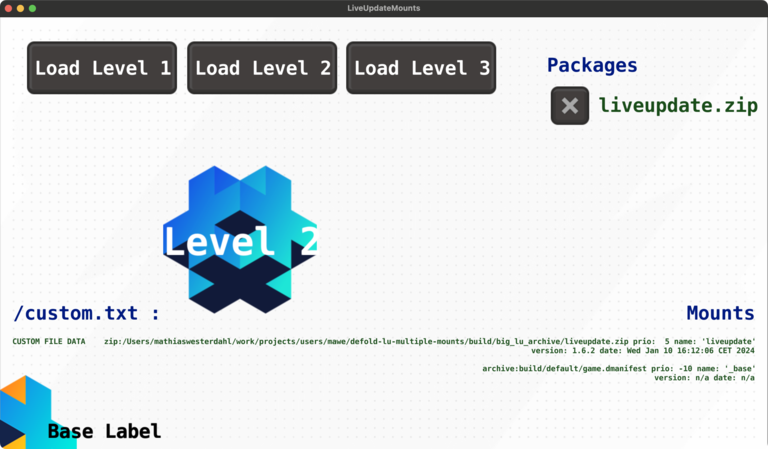 LiveUpdateMounts
Load Level 1 Load Level 2 Load Level 3
Packages
liveupdate.zip
Level 2
/custom.txt :
Mounts
CUSTOM FILE DATA
zip:/Users/mathiaswesterdahl/work/projects/users/mawe/defold-lu-multiple-mounts/build/big_lu_archive/liveupdate.zip prio:  5 name: 'liveupdate'
version: 1.6.2 date: Wed Jan 10 16:12:06 CET 2024
archive:build/default/game.dmanifest prio: -10 name: '_base'
version: n/a date: n/a
Base Label